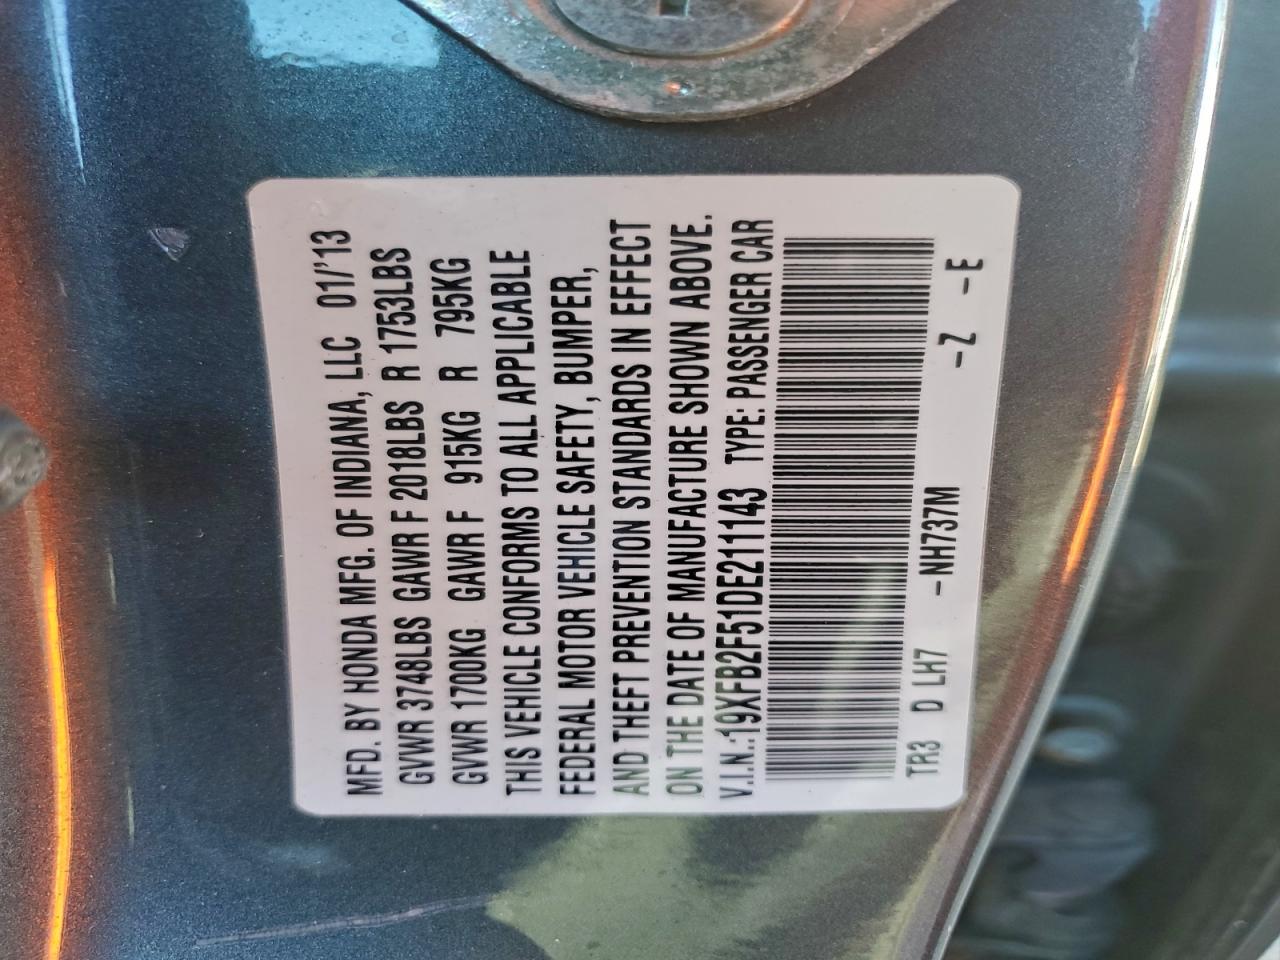 MFD. BY HONDA MFG. OF INDIANA, LLC 01/'13
GVWR 3748LBS GAWR F 2018LBS R 1753LBS
GVWR 1700KG GAWR F 915KG R 795KG
THIS VEHICLE CONFORMS TO ALL APPLICABLE
FEDERAL MOTOR VEHICLE SAFETY, BUMPER,
AND THEFT PREVENTION STANDARDS IN EFFECT
ON THE DATE OF MANUFACTURE SHOWN ABOVE.
V.I.N.:19XFB2F51DE211143 TYPE: PASSENGER CAR
TR3 D LH7 -NH737M -Z -E